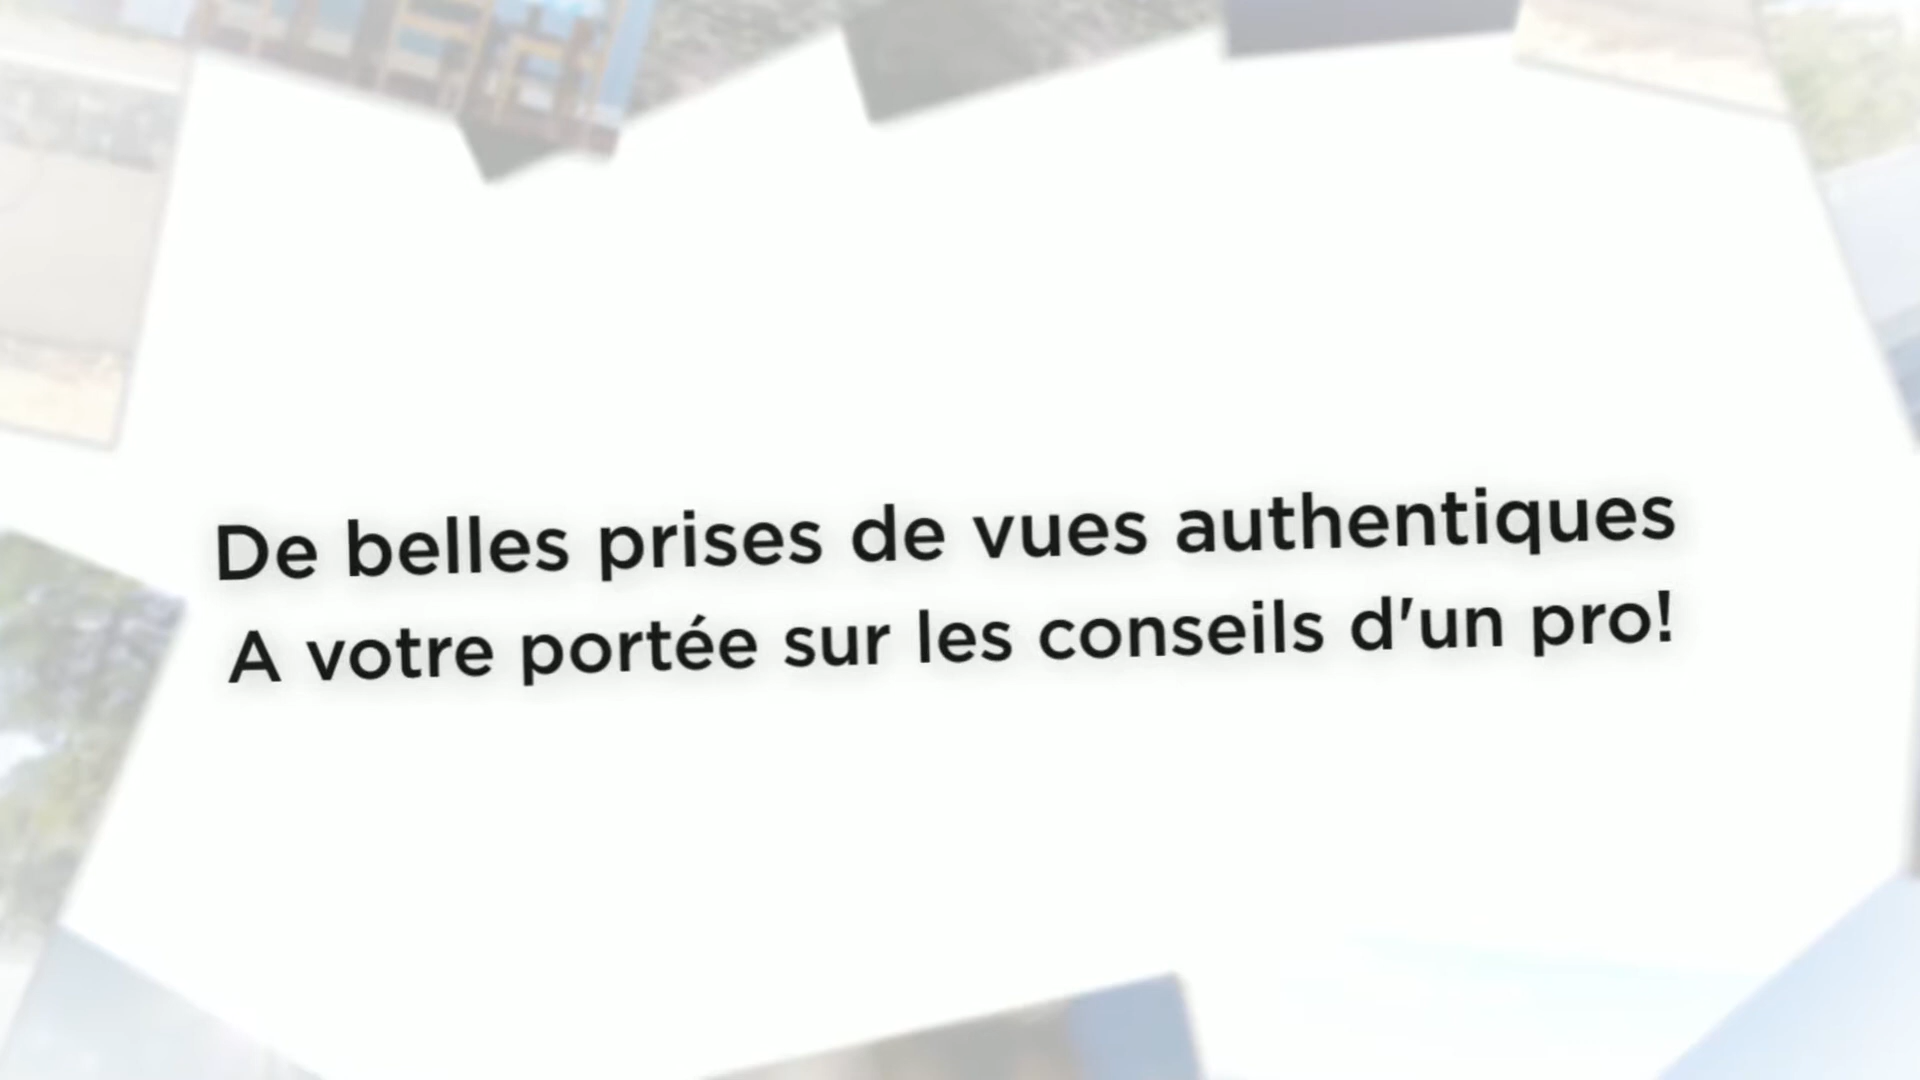 De belles prises de vues authentiques
A votre portée sur les conseils d'un pro!